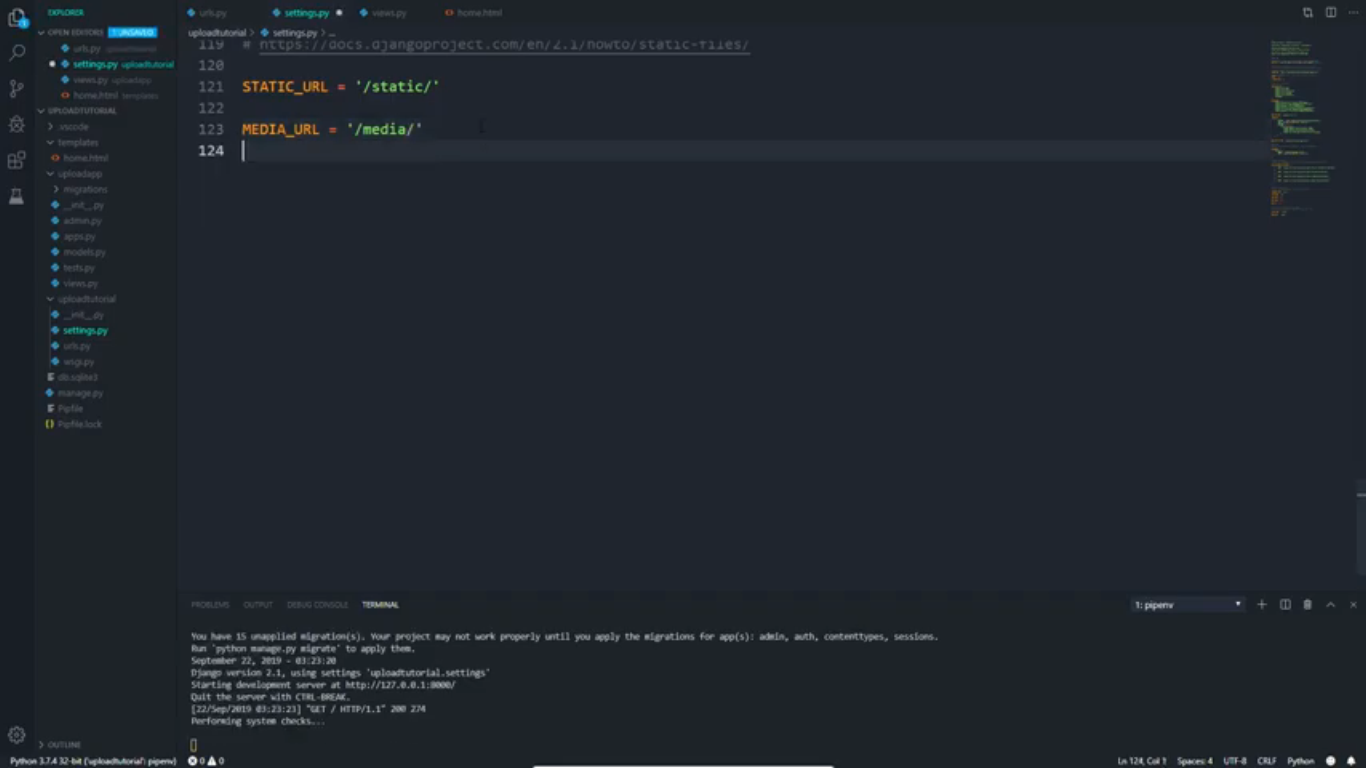 EXPLORER
OPEN EDITORS 1 UNSAVED
urls.py uploadtutorial
settings.py uploadtutorial
views.py uploadapp
home.html templates
UPLOADTUTORIAL
.vscode
templates
home.html
uploadapp
migrations
__init__.py
admin.py
apps.py
models.py
tests.py
views.py
uploadtutorial
__init__.py
settings.py
urls.py
wsgi.py
db.sqlite3
manage.py
Pipfile
Pipfile.lock
OUTLINE
urls.py settings.py views.py home.html
uploadtutorial > settings.py > ...
119 # https://docs.djangoproject.com/en/2.1/howto/static-files/
120
121 STATIC_URL = '/static/'
122
123 MEDIA_URL = '/media/'
124
PROBLEMS OUTPUT DEBUG CONSOLE TERMINAL 1: pipenv
You have 15 unapplied migration(s). Your project may not work properly until you apply the migrations for app(s): admin, auth, contenttypes, sessions.
Run 'python manage.py migrate' to apply them.
September 22, 2019 - 03:23:20
Django version 2.1, using settings 'uploadtutorial.settings'
Starting development server at http://127.0.0.1:8000/
Quit the server with CTRL-BREAK.
[22/Sep/2019 03:23:23] "GET / HTTP/1.1" 200 274
Performing system checks...
Python 3.7.4 32-bit ('uploadtutorial': pipenv) 0 0 Ln 124, Col 1 Spaces: 4 UTF-8 CRLF Python